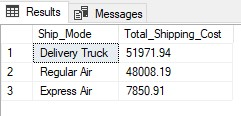 Results Messages
Ship_Mode Total_Shipping_Cost
1 Delivery Truck 51971.94
2 Regular Air 48008.19
3 Express Air 7850.91